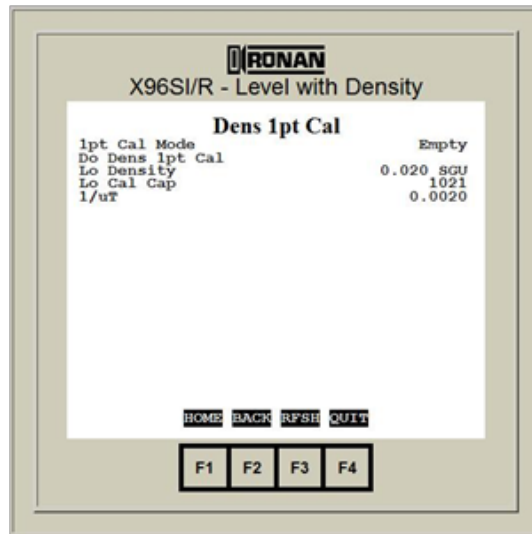 RONAN
X96SI/R - Level with Density
Dens 1pt Cal
1pt Cal Mode Empty
Do Dens 1pt Cal
Lo Density 0.020 SGU
Lo Cal Cap 1021
1/uT 0.0020
HOME BACK RFSH QUIT
F1 F2 F3 F4